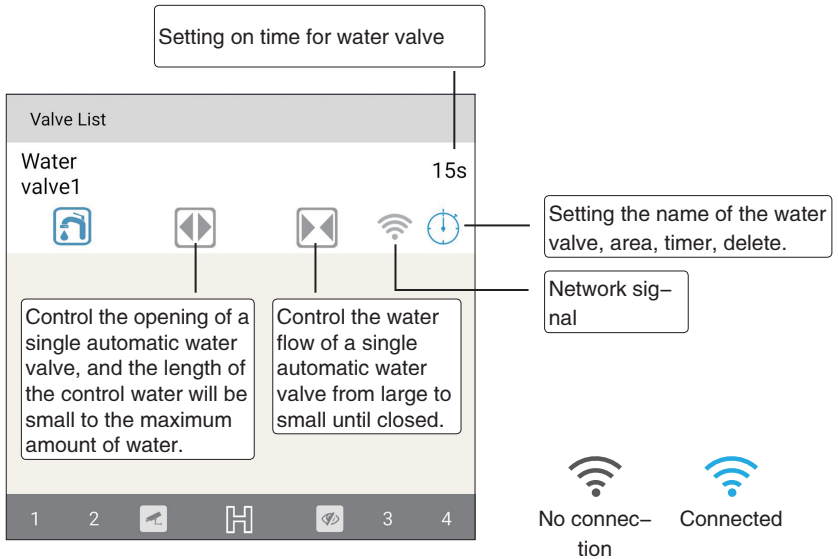 Setting on time for water valve
Valve List
Water
valve1
15s
Setting the name of the water
valve, area, timer, delete.
Network sig–
nal
Control the opening of a
single automatic water
valve, and the length of
the control water will be
small to the maximum
amount of water.
Control the water
flow of a single
automatic water
valve from large to
small until closed.
1 2 3 4
No connec–
tion
Connected